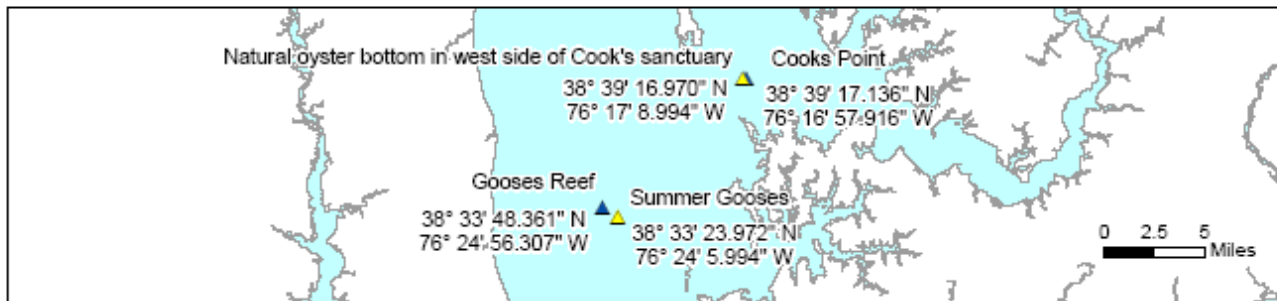 Natural oyster bottom in west side of Cook's sanctuary
38° 39' 16.970" N
76° 17' 8.994" W
Cooks Point
38° 39' 17.136" N
76° 16' 57.916" W
Gooses Reef
38° 33' 48.361" N
76° 24' 56.307" W
Summer Gooses
38° 33' 23.972" N
76° 24' 5.994" W
0 2.5 5
Miles